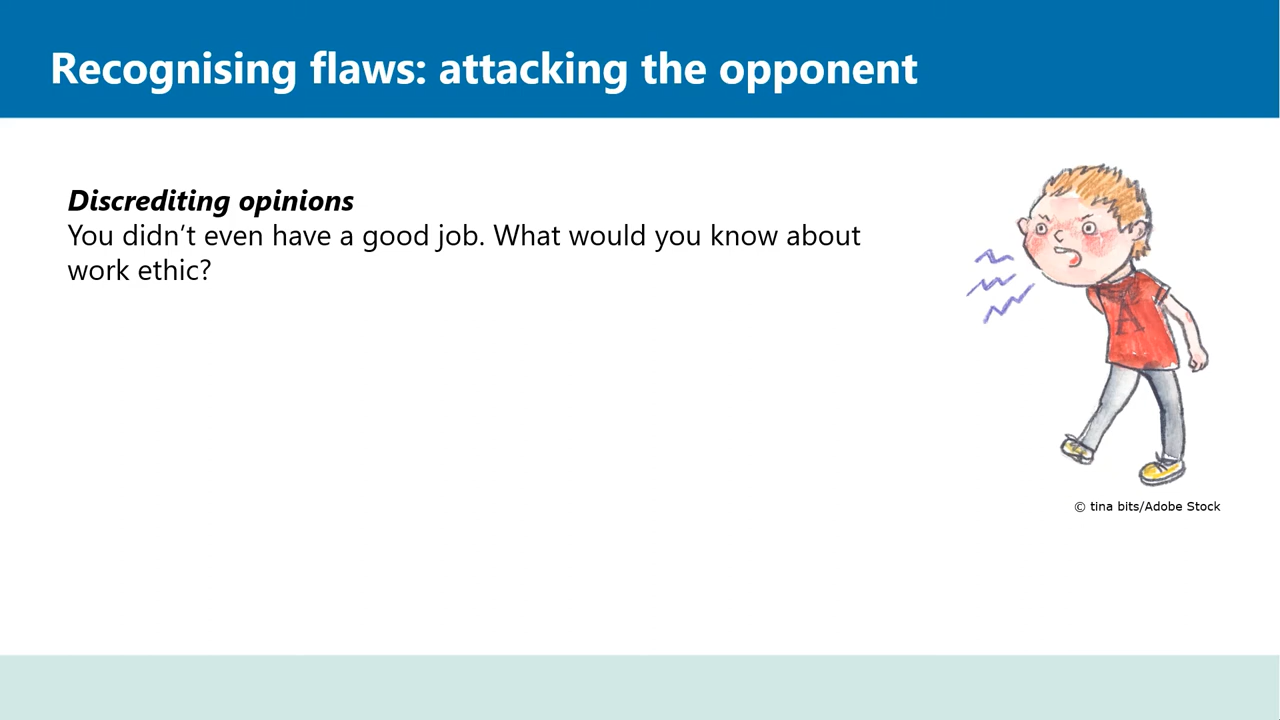 Recognising flaws: attacking the opponent
Discrediting opinions
You didn’t even have a good job. What would you know about
work ethic?
A
© tina bits/Adobe Stock